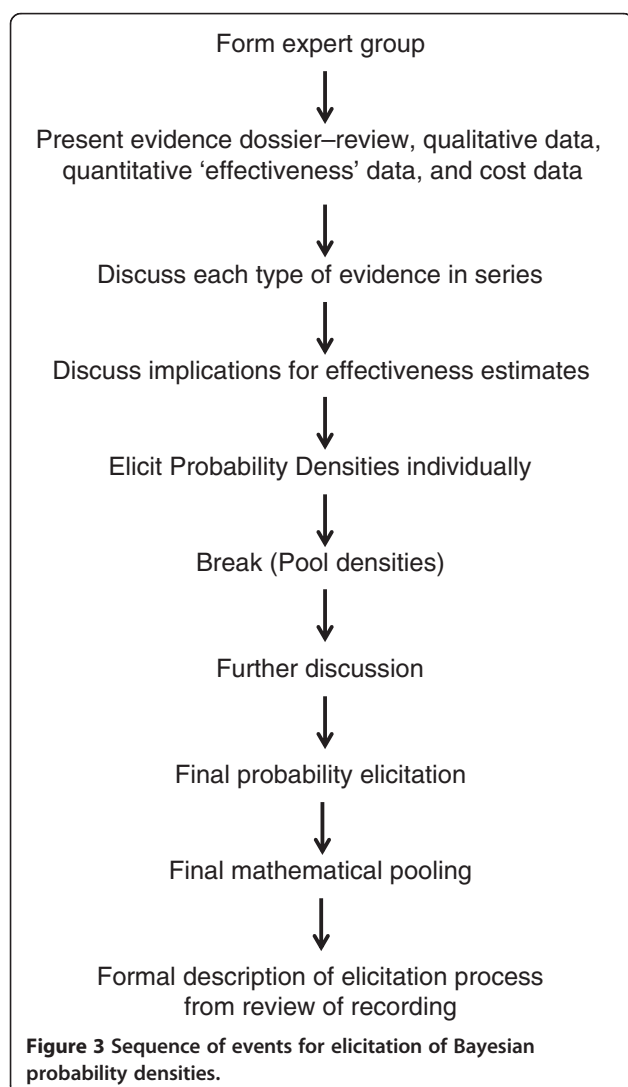 Form expert group
Present evidence dossier–review, qualitative data,
quantitative ‘effectiveness’ data, and cost data
Discuss each type of evidence in series
Discuss implications for effectiveness estimates
Elicit Probability Densities individually
Break (Pool densities)
Further discussion
Final probability elicitation
Final mathematical pooling
Formal description of elicitation process
from review of recording
Figure 3 Sequence of events for elicitation of Bayesian
probability densities.